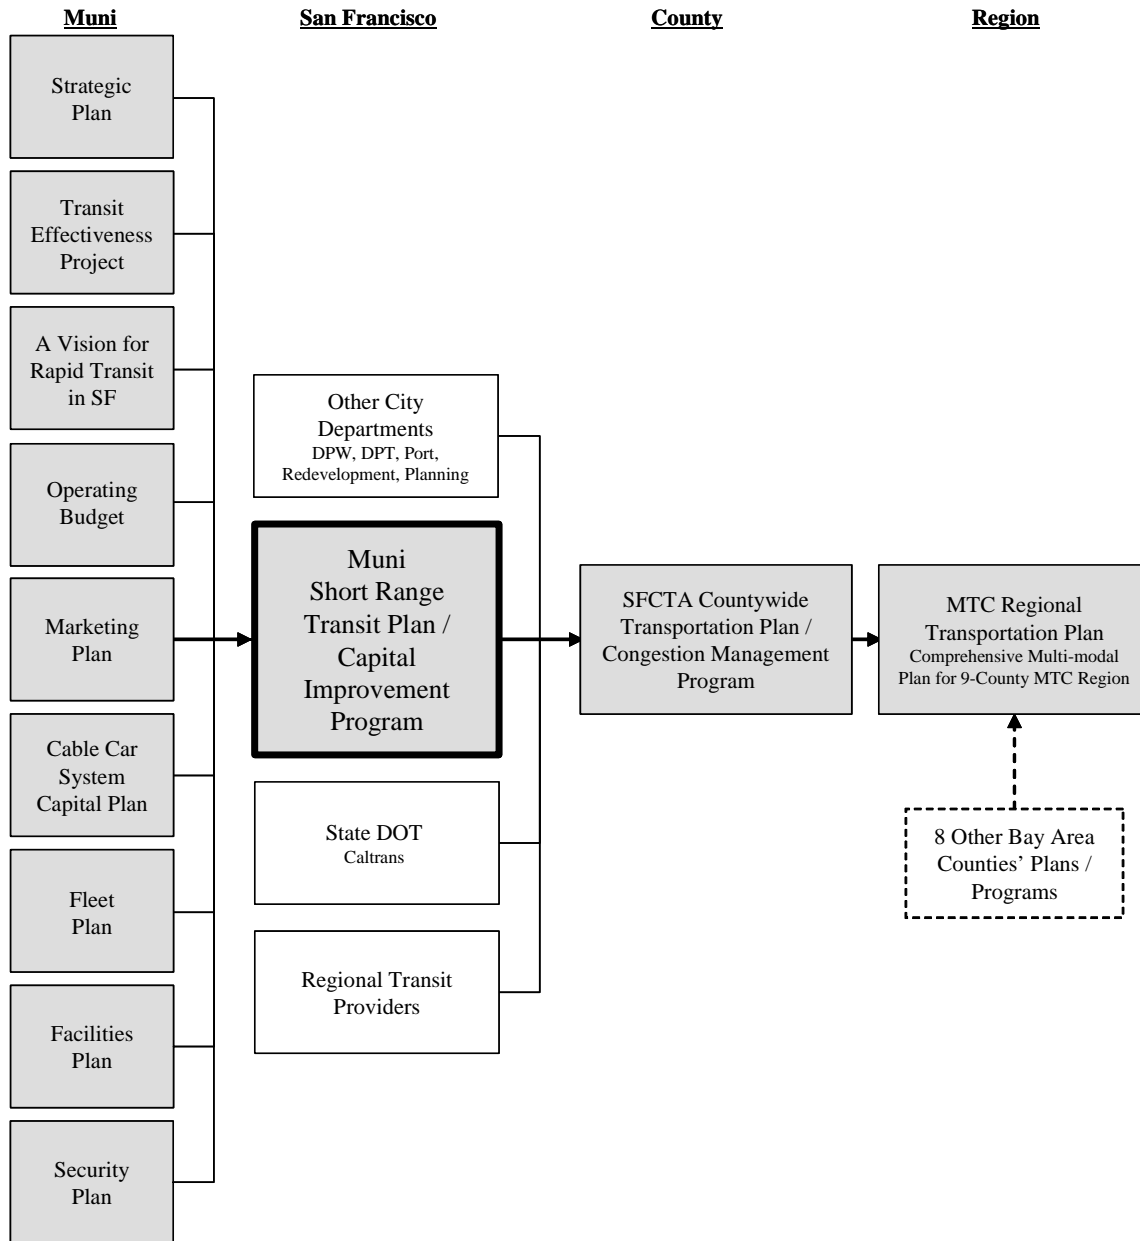 Muni
San Francisco
County
Region
Strategic
Plan
Transit
Effectiveness
Project
A Vision for
Rapid Transit
in SF
Operating
Budget
Marketing
Plan
Cable Car
System
Capital Plan
Fleet
Plan
Facilities
Plan
Security
Plan
Other City
Departments
DPW, DPT, Port,
Redevelopment, Planning
Muni
Short Range
Transit Plan /
Capital
Improvement
Program
State DOT
Caltrans
Regional Transit
Providers
SFCTA Countywide
Transportation Plan /
Congestion Management
Program
MTC Regional
Transportation Plan
Comprehensive Multi-modal
Plan for 9-County MTC Region
8 Other Bay Area
Counties’ Plans /
Programs